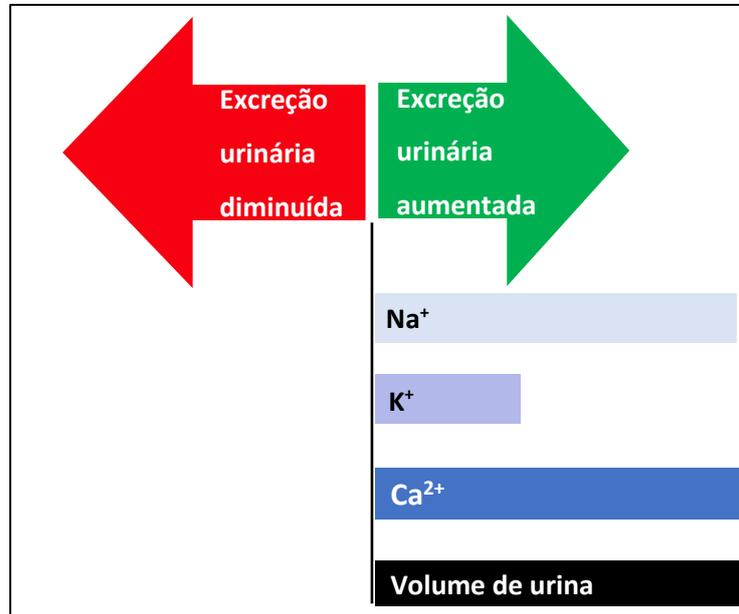 Excreção
urinária
diminuída
Excreção
urinária
aumentada
Na⁺
K⁺
Ca²⁺
Volume de urina